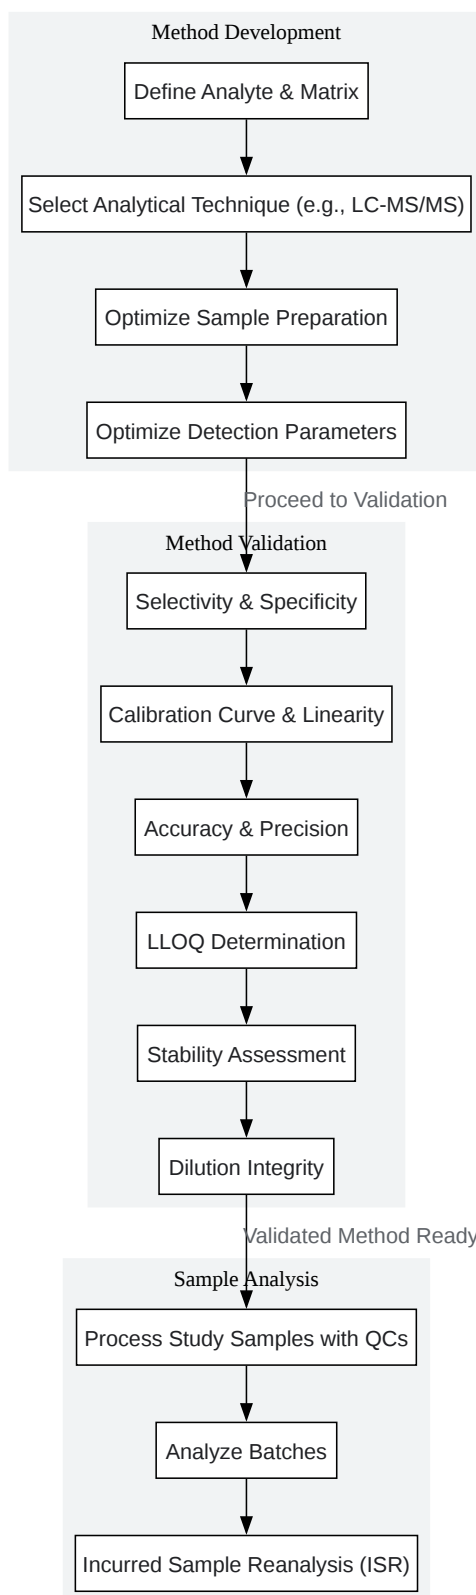 Method Development
Define Analyte & Matrix
Select Analytical Technique (e.g., LC-MS/MS)
Optimize Sample Preparation
Optimize Detection Parameters
Proceed to Validation
Method Validation
Selectivity & Specificity
Calibration Curve & Linearity
Accuracy & Precision
LLOQ Determination
Stability Assessment
Dilution Integrity
Validated Method Ready
Sample Analysis
Process Study Samples with QCs
Analyze Batches
Incurred Sample Reanalysis (ISR)